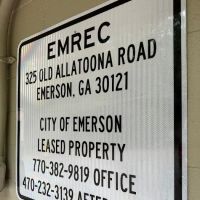 EMREC
325 OLD ALLATOONA ROAD
EMERSON, GA 30121
CITY OF EMERSON
LEASED PROPERTY
770-382-9819 OFFICE
470-232-3139